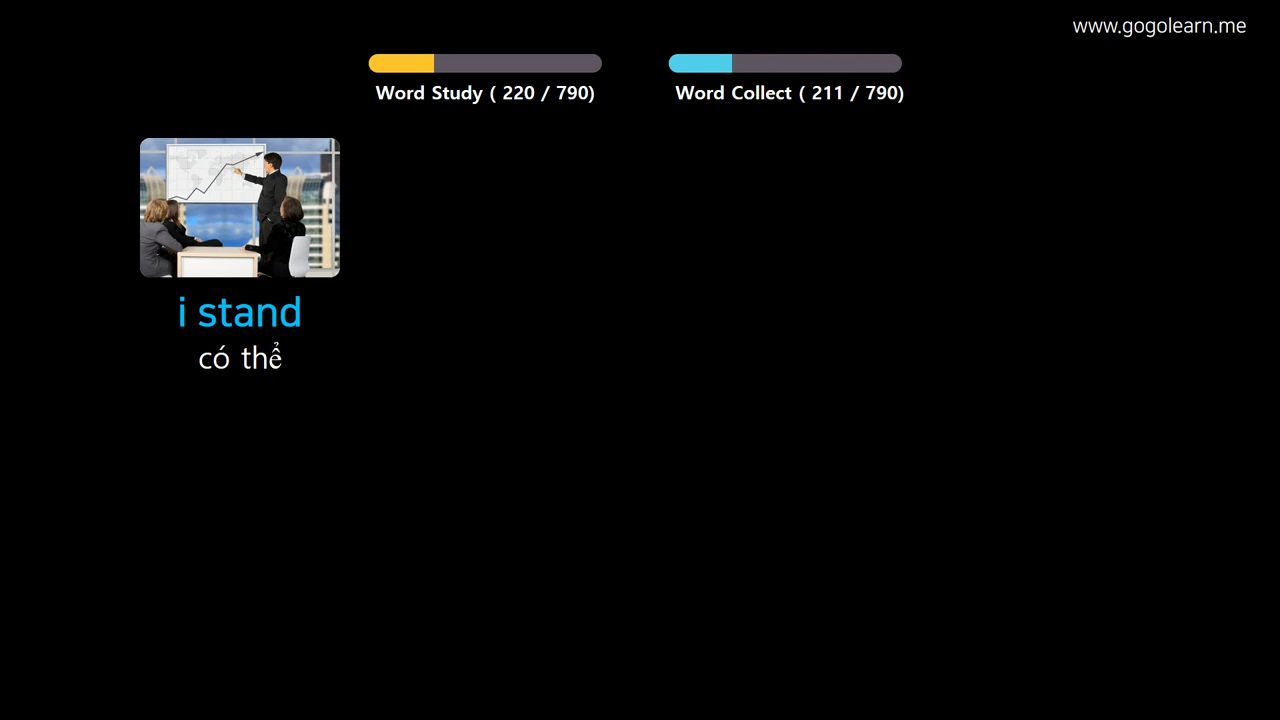 www.gogolearn.me
Word Study ( 220 / 790)
Word Collect ( 211 / 790)
i stand
có thể